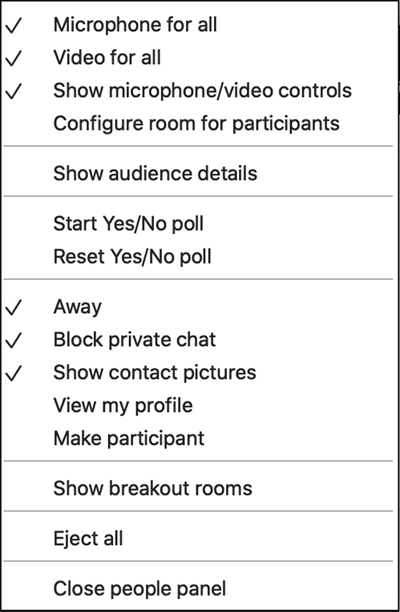 ✓ Microphone for all
✓ Video for all
✓ Show microphone/video controls
Configure room for participants
Show audience details
Start Yes/No poll
Reset Yes/No poll
✓ Away
✓ Block private chat
✓ Show contact pictures
View my profile
Make participant
Show breakout rooms
Eject all
Close people panel